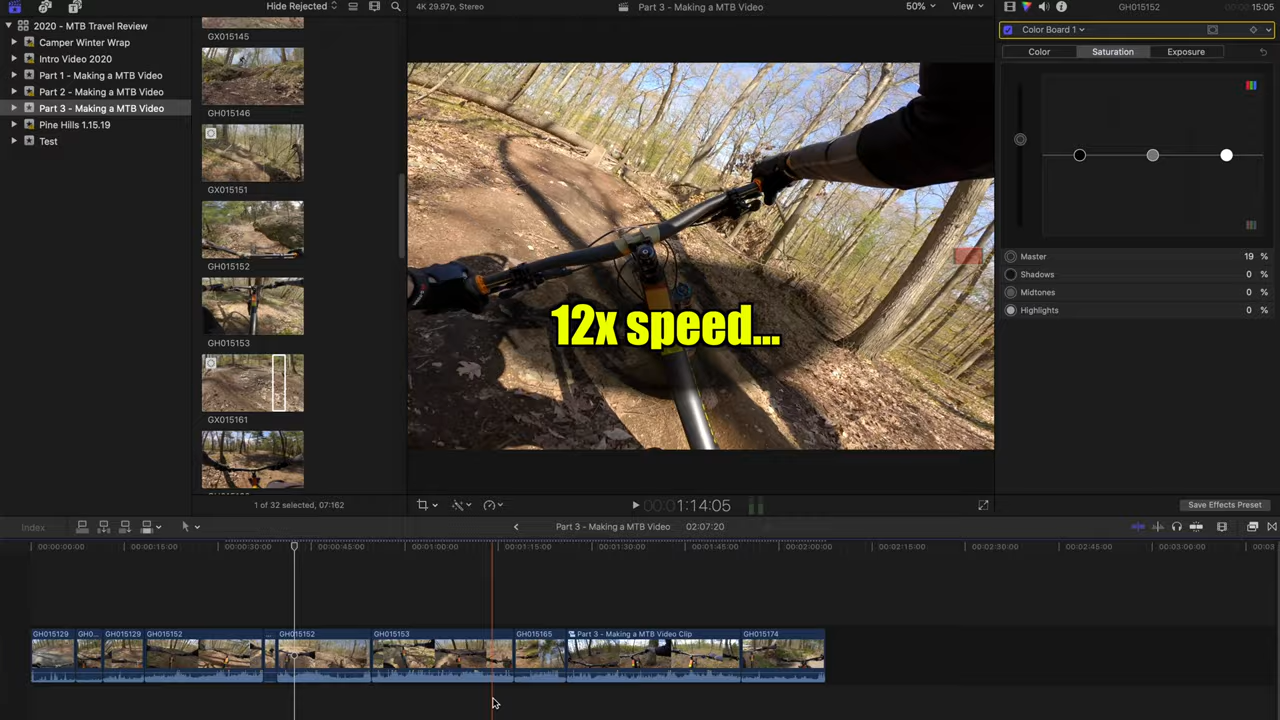 Hide Rejected
4K 29.97p, Stereo
Part 3 - Making a MTB Video
50%
View
GH015152
15:05
2020 - MTB Travel Review
Camper Winter Wrap
Intro Video 2020
Part 1 - Making a MTB Video
Part 2 - Making a MTB Video
Part 3 - Making a MTB Video
Pine Hills 1.15.19
Test
GX015145
GH015146
GX015151
GH015152
GH015153
GX015161
1 of 32 selected, 07:162
12x speed...
Color Board 1
Color
Saturation
Exposure
Master
19 %
Shadows
0 %
Midtones
0 %
Highlights
0 %
00:00:01:14:05
Save Effects Preset
Index
Part 3 - Making a MTB Video
02:07:20
00:00:00:00
00:00:15:00
00:00:30:00
00:00:45:00
00:01:00:00
00:01:15:00
00:01:30:00
00:01:45:00
00:02:00:00
00:02:15:00
00:02:30:00
00:02:45:00
00:03:00:00
GH015129
GH0...
GH015129
GH015152
...
GH015152
GH015153
GH015165
Part 3 - Making a MTB Video Clip
GH015174